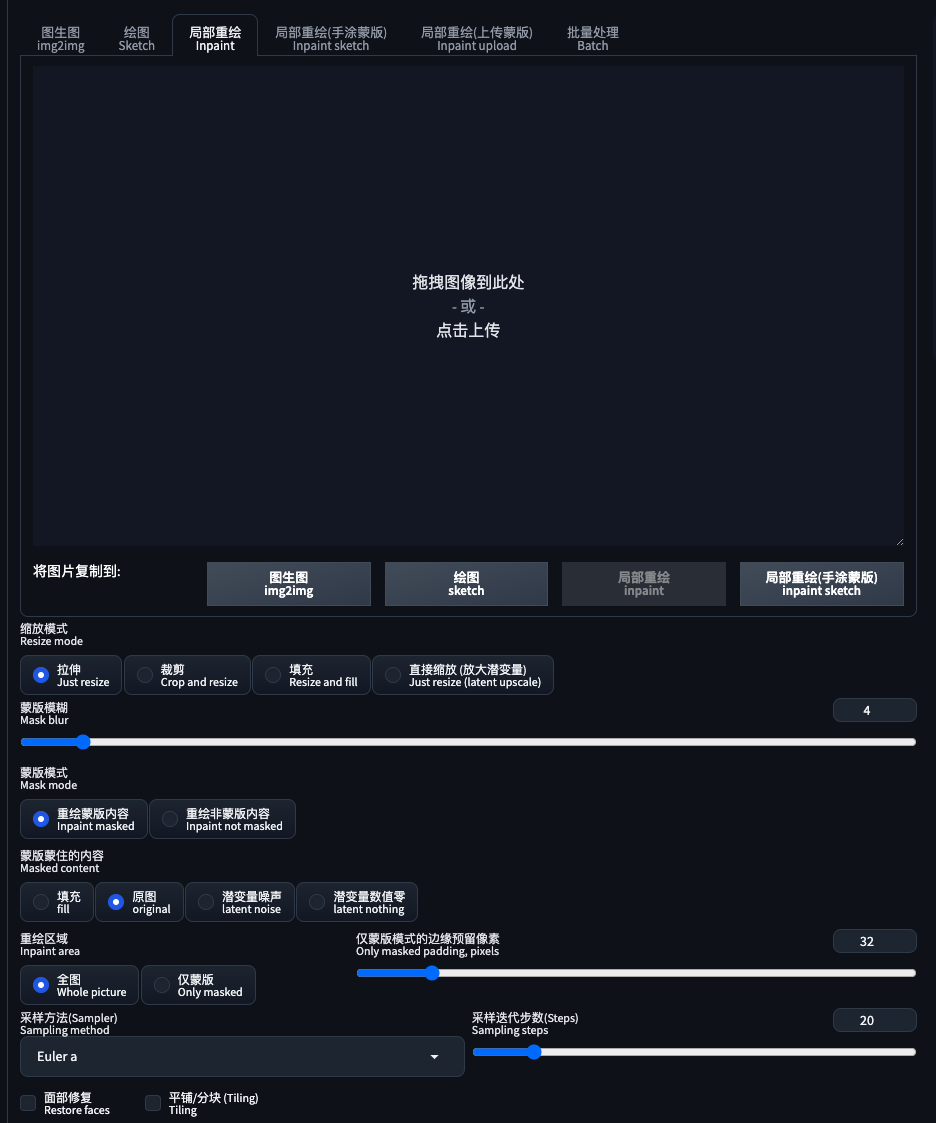 图生图
img2img
绘图
Sketch
局部重绘
Inpaint
局部重绘(手涂蒙版)
Inpaint sketch
局部重绘(上传蒙版)
Inpaint upload
批量处理
Batch
拖拽图像到此处
- 或 -
点击上传
将图片复制到:
图生图
img2img
绘图
sketch
局部重绘
inpaint
局部重绘(手涂蒙版)
inpaint sketch
缩放模式
Resize mode
拉伸
Just resize
裁剪
Crop and resize
填充
Resize and fill
直接缩放 (放大潜变量)
Just resize (latent upscale)
蒙版模糊
Mask blur
4
蒙版模式
Mask mode
重绘蒙版内容
Inpaint masked
重绘非蒙版内容
Inpaint not masked
蒙版蒙住的内容
Masked content
填充
fill
原图
original
潜变量噪声
latent noise
潜变量数值零
latent nothing
重绘区域
Inpaint area
全图
Whole picture
仅蒙版
Only masked
仅蒙版模式的边缘预留像素
Only masked padding, pixels
32
采样方法(Sampler)
Sampling method
Euler a
采样迭代步数(Steps)
Sampling steps
20
面部修复
Restore faces
平铺/分块 (Tiling)
Tiling